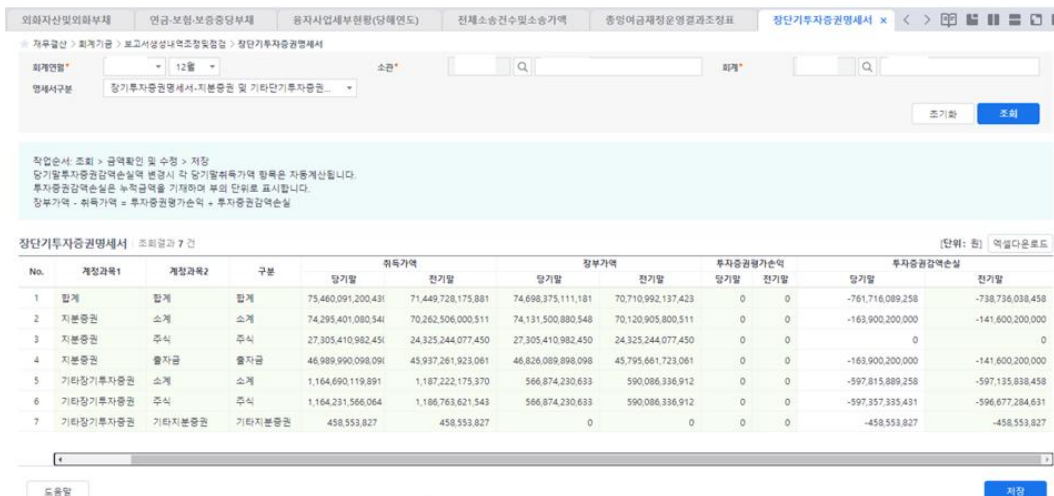 외화자산및외화부채 연금·보험·보증충당부채 융자사업세부현황(당해연도) 전체소송건수및소송가액 총잉여금재정운영결과조정표 장단기투자증권명세서 ×
재무결산 > 회계기금 > 보고서생성내역조정및점검 > 장단기투자증권명세서
회계연월* 12월 소관* 회계*
명세서구분 장기투자증권명세서-지분증권 및 기타단기투자증권...
초기화 조회
작업순서: 조회 > 금액확인 및 수정 > 저장
당기말투자증권감액손실액 변경시 각 당기말취득가액 항목은 자동계산됩니다.
투자증권감액손실은 누적금액을 기재하며 부의 단위로 표시합니다.
장부가액 - 취득가액 = 투자증권평가손익 + 투자증권감액손실
장단기투자증권명세서 조회결과 7 건 [단위: 원] 엑셀다운로드
No. 계정과목1 계정과목2 구분 취득가액 장부가액 투자증권평가손익 투자증권감액손실
당기말 전기말 당기말 전기말 당기말 전기말 당기말 전기말
1 합계 합계 합계 75,460,091,200,439 71,449,728,175,881 74,698,375,111,181 70,710,992,137,423 0 0 -761,716,089,258 -738,736,038,458
2 지분증권 소계 소계 74,295,401,080,548 70,262,506,000,511 74,131,500,880,548 70,120,905,800,511 0 0 -163,900,200,000 -141,600,200,000
3 지분증권 주식 주식 27,305,410,982,450 24,325,244,077,450 27,305,410,982,450 24,325,244,077,450 0 0 0 0
4 지분증권 출자금 출자금 46,989,990,098,098 45,937,261,923,061 46,826,089,898,098 45,795,661,723,061 0 0 -163,900,200,000 -141,600,200,000
5 기타장기투자증권 소계 소계 1,164,690,119,891 1,187,222,175,370 566,874,230,633 590,086,336,912 0 0 -597,815,889,258 -597,135,838,458
6 기타장기투자증권 주식 주식 1,164,231,566,064 1,186,763,621,543 566,874,230,633 590,086,336,912 0 0 -597,357,335,431 -596,677,284,631
7 기타장기투자증권 기타지분증권 기타지분증권 458,553,827 458,553,827 0 0 0 0 -458,553,827 -458,553,827
도움말 저장